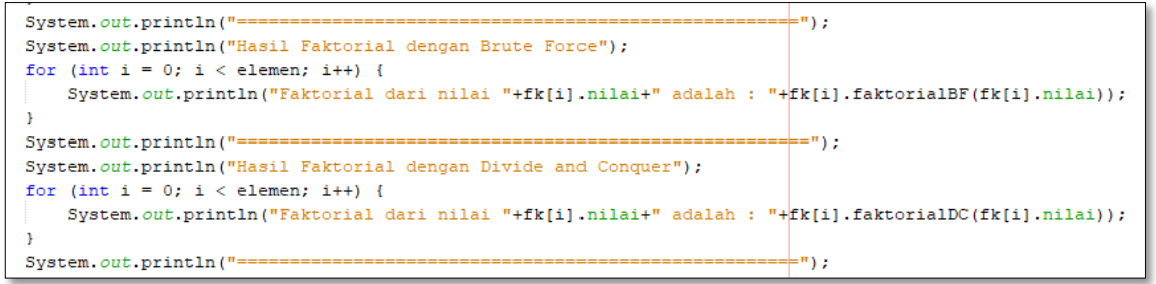 System.out.println("======================================================");
System.out.println("Hasil Faktorial dengan Brute Force");
for (int i = 0; i < elemen; i++) {
System.out.println("Faktorial dari nilai "+fk[i].nilai+" adalah : "+fk[i].faktorialBF(fk[i].nilai));
}
System.out.println("=======================================================");
System.out.println("Hasil Faktorial dengan Divide and Conquer");
for (int i = 0; i < elemen; i++) {
System.out.println("Faktorial dari nilai "+fk[i].nilai+" adalah : "+fk[i].faktorialDC(fk[i].nilai));
}
System.out.println("======================================================");